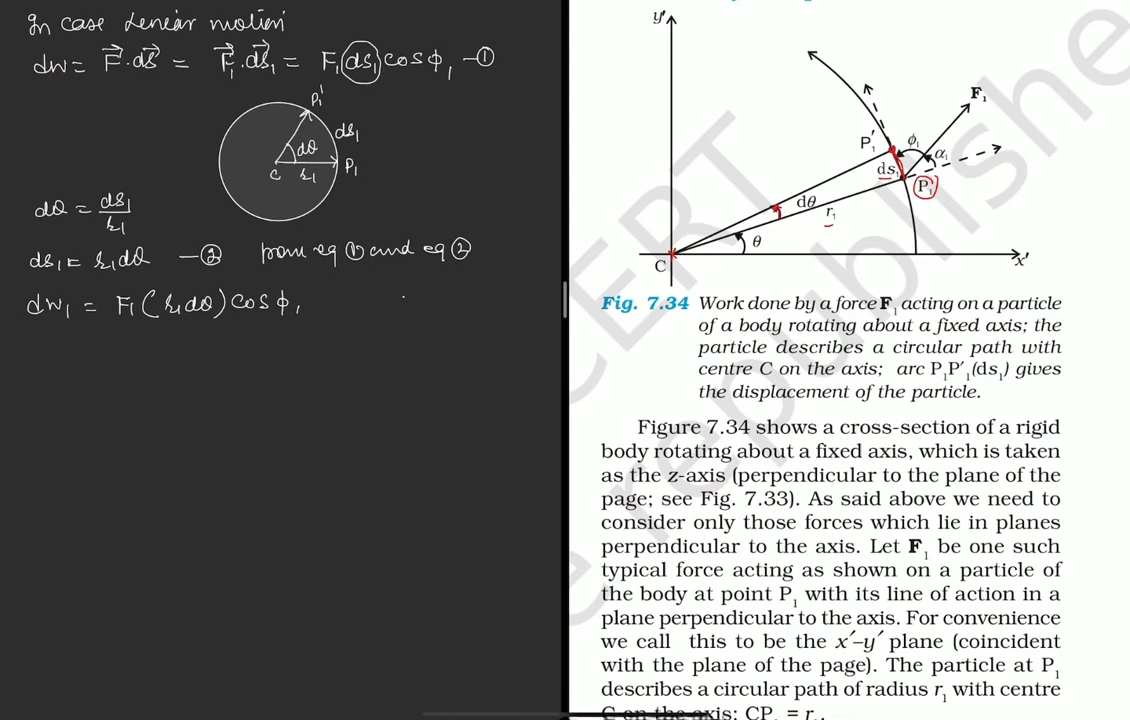 In case Lenear motion
dw = F⃗.ds⃗ = F⃗₁.ds⃗₁ = F₁(ds₁)cosϕ₁ –①
P₁'
ds₁
dθ
C r₁ P₁
dθ = ds₁/r₁
ds₁ = r₁dθ –② from eq ① and eq ②
dw₁ = F₁(r₁dθ)cosϕ₁
y′
F₁
P′₁ ϕ₁ α₁
ds₁
P₁
dθ
r₁
θ
C x′
Fig. 7.34 Work done by a force F₁ acting on a particle
of a body rotating about a fixed axis; the
particle describes a circular path with
centre C on the axis; arc P₁P′₁(ds₁) gives
the displacement of the particle.
Figure 7.34 shows a cross-section of a rigid
body rotating about a fixed axis, which is taken
as the z-axis (perpendicular to the plane of the
page; see Fig. 7.33). As said above we need to
consider only those forces which lie in planes
perpendicular to the axis. Let F₁ be one such
typical force acting as shown on a particle of
the body at point P₁ with its line of action in a
plane perpendicular to the axis. For convenience
we call this to be the x′–y′ plane (coincident
with the plane of the page). The particle at P₁
describes a circular path of radius r₁ with centre
C on the axis; CP₁ = r₁.